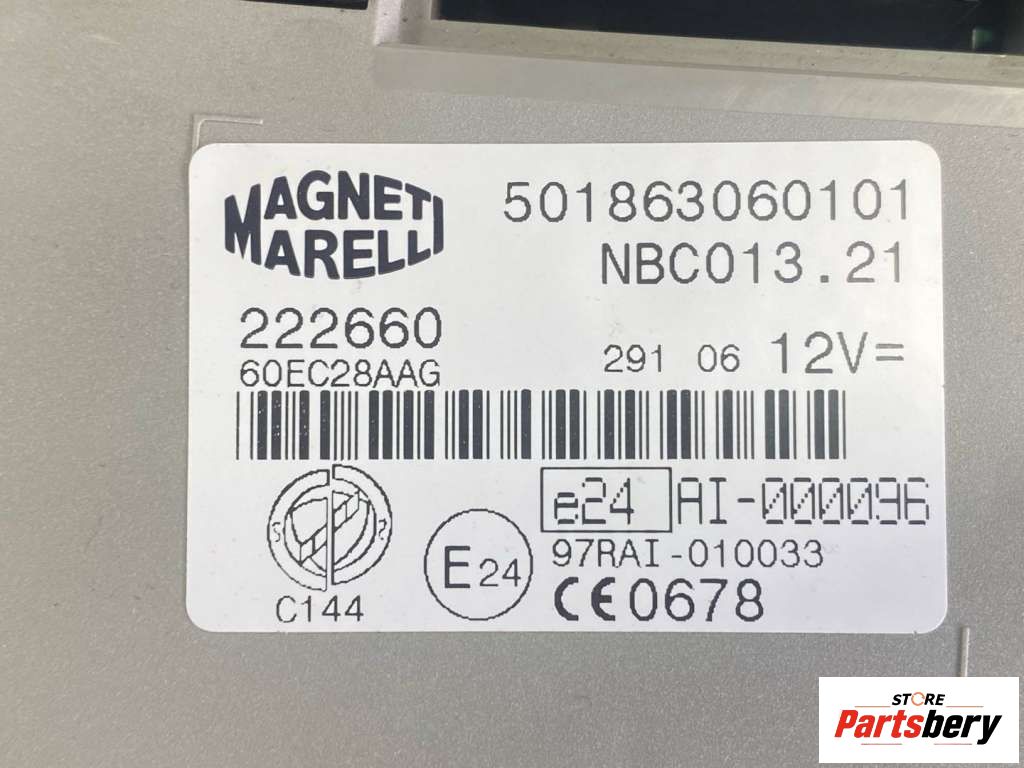 MAGNETI
MARELLI
501863060101
NBC013.21
222660
60EC28AAG
291 06 12V=
e24 AI-000096
97RAI-010033
E24
CE0678
C144
STORE
Partsbery